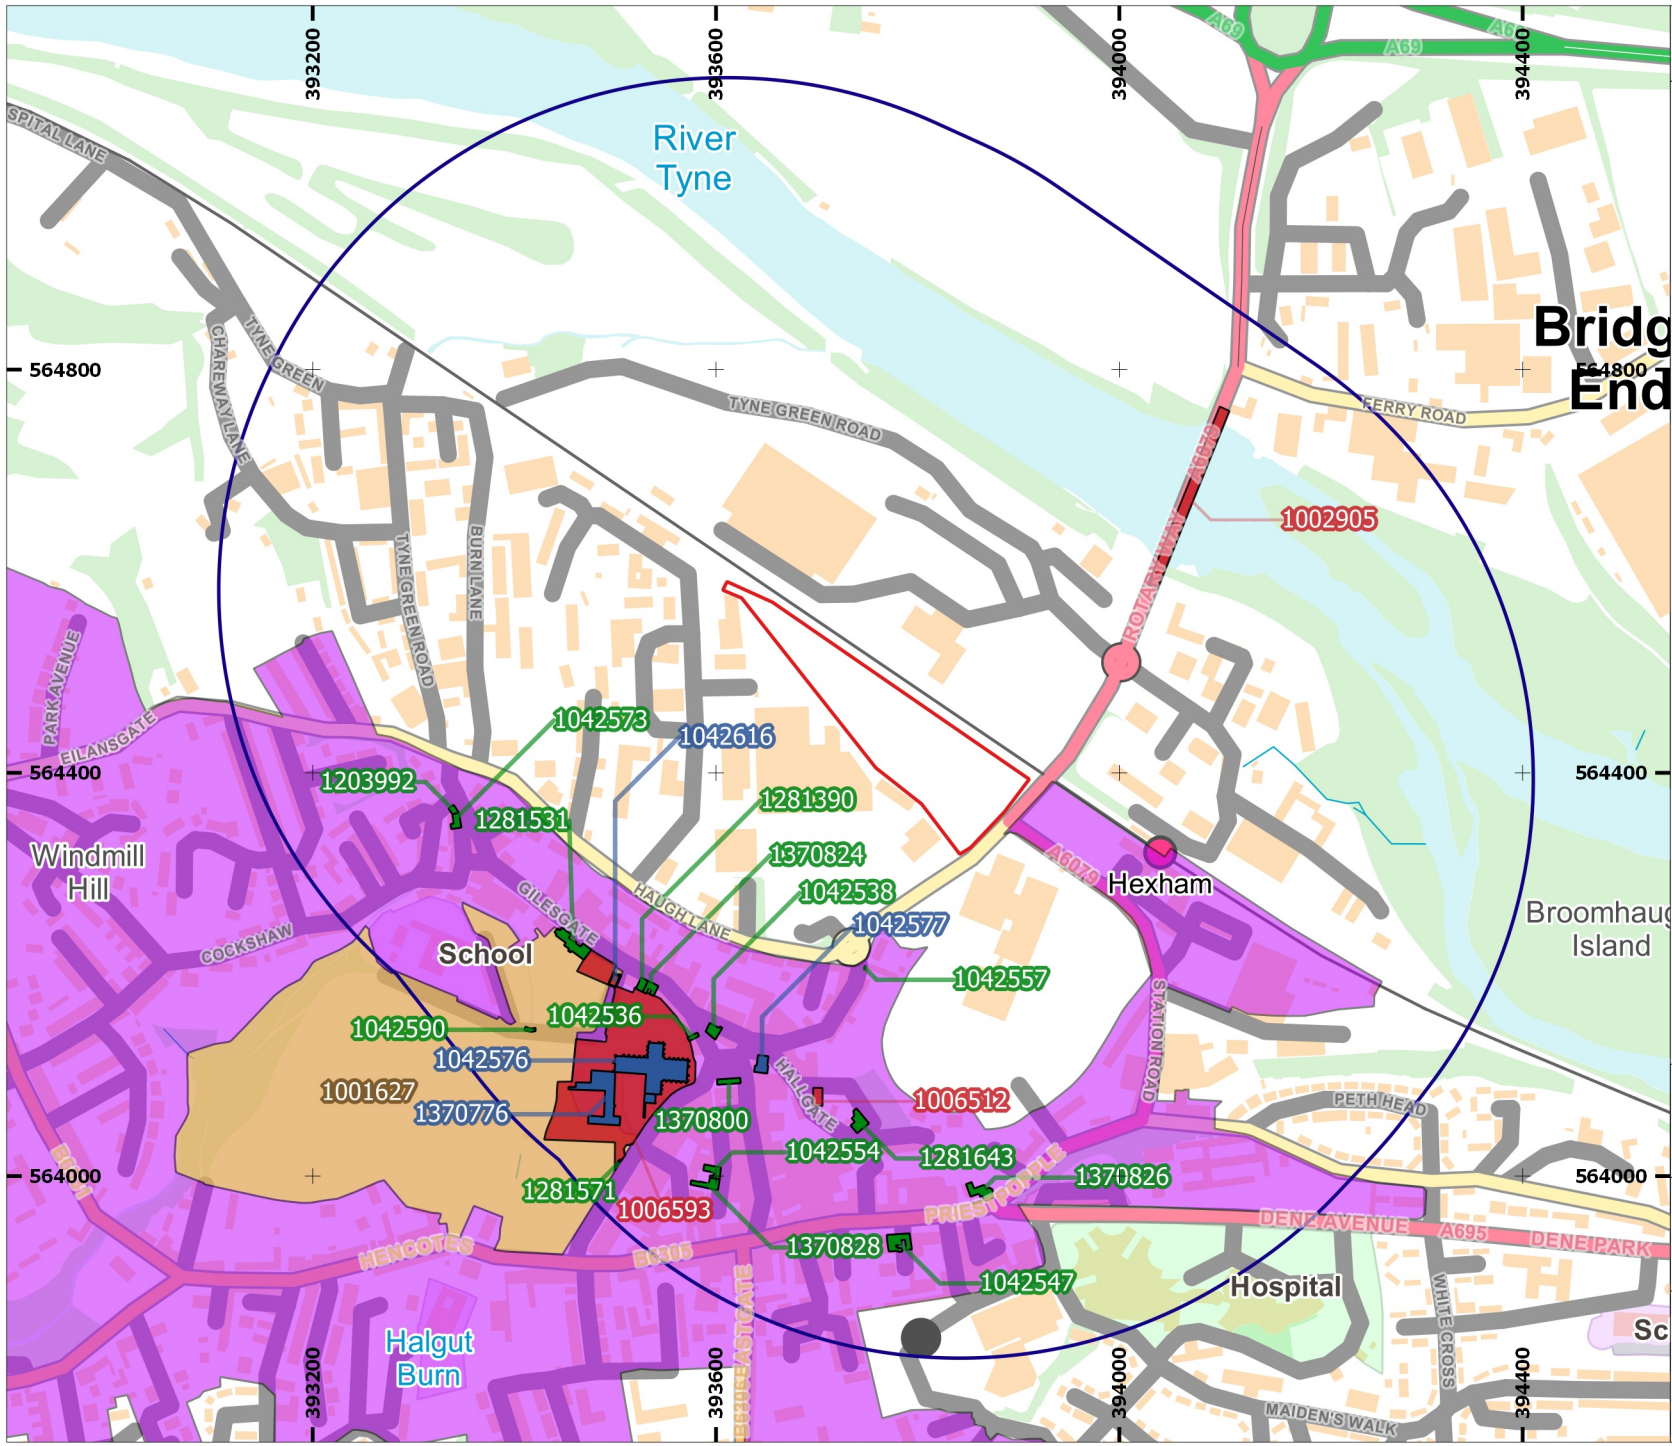 393200
393600
394000
394400
A69
A69
SPITAL LANE
River
Tyne
Bridg
End
564800
564800
TYNE GREEN
CHAREWAY LANE
TYNE GREEN ROAD
FERRY ROAD
A6079
1002905
ROTARY WAY
BURN LANE
TYNE GREEN ROAD
PARK AVENUE
EILANSGATE
1042573
1042616
564400
564400
1203992
1281390
1281531
1370824
A6079
Hexham
Windmill
Hill
GILESGATE
HAUGH LANE
1042538
1042577
Broomhaug
Island
COCKSHAW
School
1042557
1042590
1042536
STATION ROAD
1042576
1001627
1370776
HALLGATE
1006512
PETH HEAD
1370800
1042554
1281643
564000
564000
1370826
1281571
1006593
PRIESTPOPPLE
DENE AVENUE
A695
DENE PARK
HENCOTES
B6305
1370828
1042547
Hospital
WHITE CROSS
Halgut
Burn
Sc
393200
393600
394000
394400
MAIDEN'S WALK